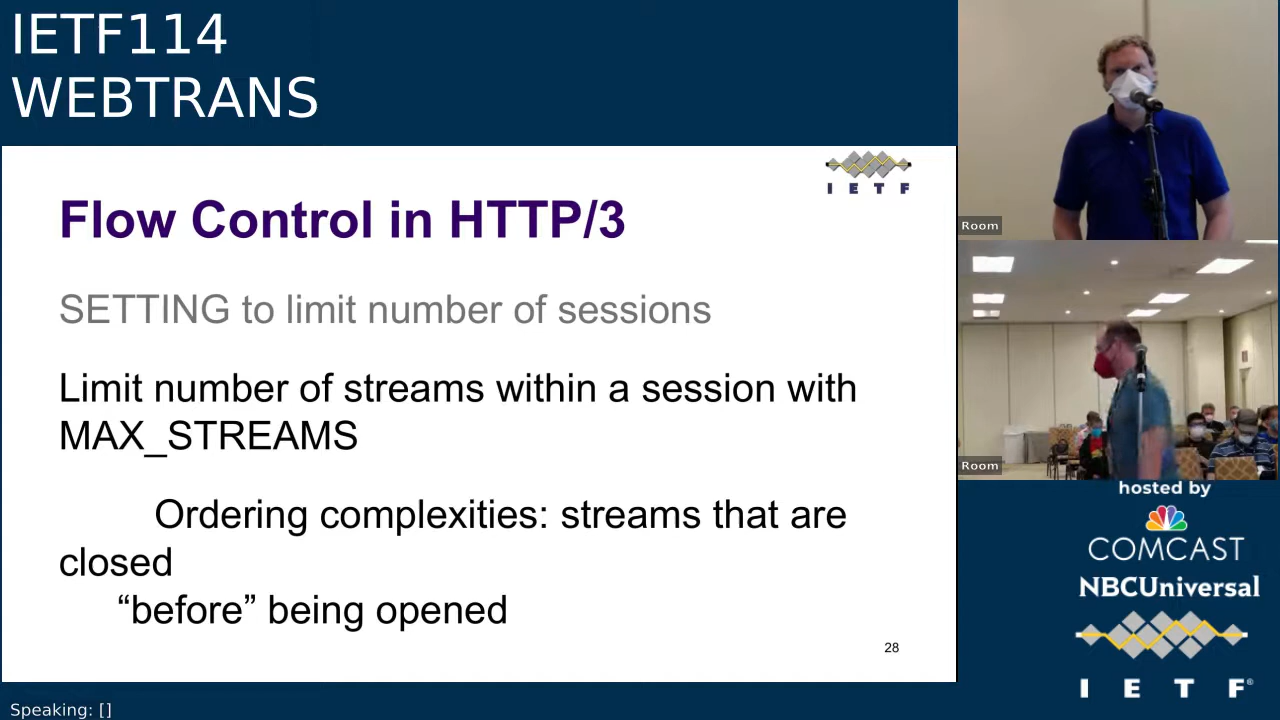 IETF114
WEBTRANS
I E T F
Flow Control in HTTP/3
SETTING to limit number of sessions
Limit number of streams within a session with
MAX_STREAMS
Ordering complexities: streams that are
closed
“before” being opened
28
Room
Room
hosted by
COMCAST
NBCUniversal
I E T F®
Speaking: []